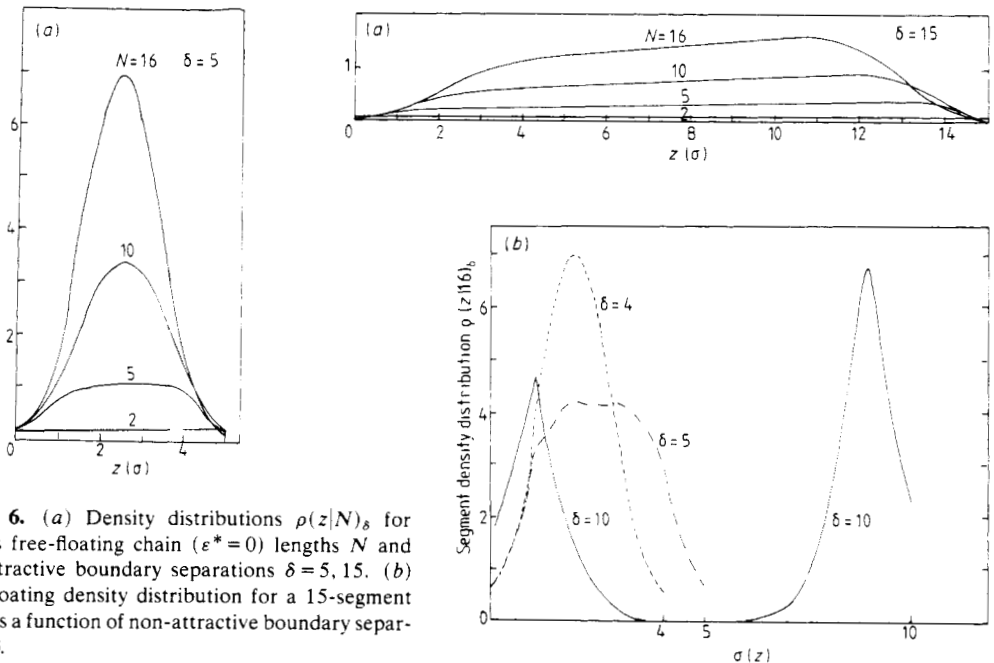 (a)
N=16 δ=5
6
4
2
0
10
5
2
2 4
z(σ)
(a)
N=16 δ=15
1
10
5
2
0 2 4 6 8 10 12 14
z(σ)
(b)
Segment density distribution ρ(z|16)δ
6
4
2
0
δ=4
δ=5
δ=10
δ=10
4 5 10
σ(z)
6. (a) Density distributions ρ(z|N)δ for
free-floating chain (ε*=0) lengths N and
ttractive boundary separations δ=5, 15. (b)
oating density distribution for a 15-segment
s a function of non-attractive boundary separ-